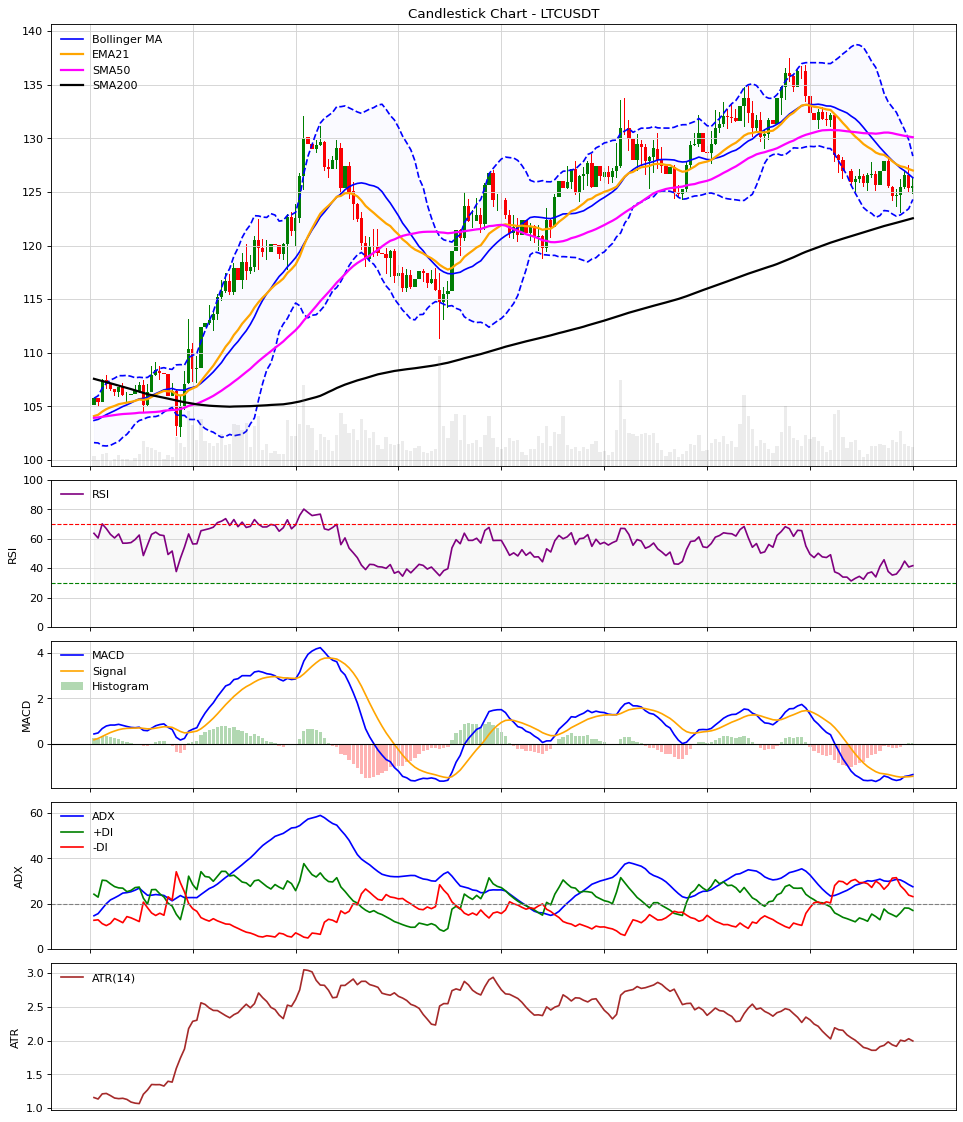 Candlestick Chart - LTCUSDT
140
135
130
125
120
115
110
105
100
Bollinger MA
EMA21
SMA50
SMA200
100
80
60
40
20
0
RSI
RSI
4
2
0
MACD
MACD
Signal
Histogram
60
40
20
0
ADX
ADX
+DI
-DI
3.0
2.5
2.0
1.5
1.0
ATR
ATR(14)